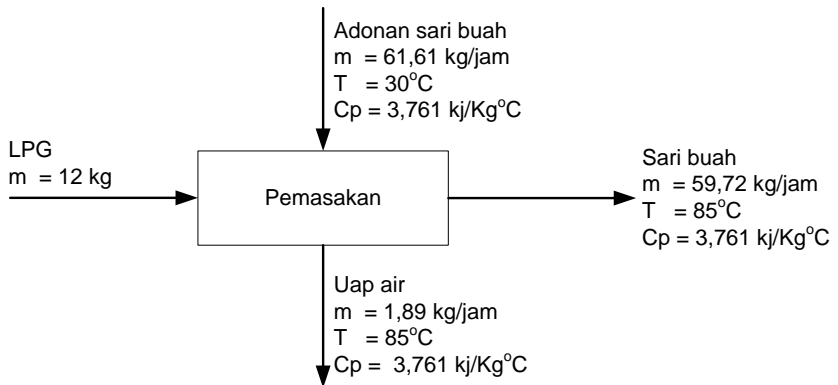 Adonan sari buah
m = 61,61 kg/jam
T = 30°C
Cp = 3,761 kj/Kg°C
LPG
m = 12 kg
Pemasakan
Sari buah
m = 59,72 kg/jam
T = 85°C
Cp = 3,761 kj/Kg°C
Uap air
m = 1,89 kg/jam
T = 85°C
Cp = 3,761 kj/Kg°C